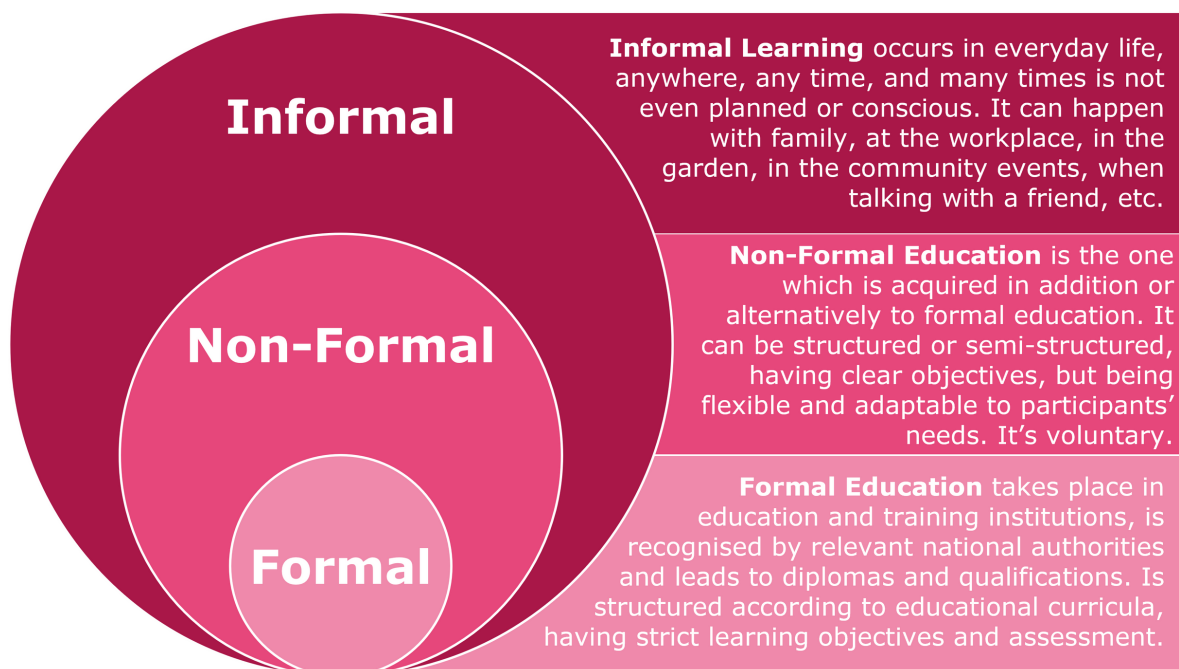 Informal
Informal Learning occurs in everyday life,
anywhere, any time, and many times is not
even planned or conscious. It can happen
with family, at the workplace, in the
garden, in the community events, when
talking with a friend, etc.
Non-Formal
Non-Formal Education is the one
which is acquired in addition or
alternatively to formal education. It
can be structured or semi-structured,
having clear objectives, but being
flexible and adaptable to participants’
needs. It’s voluntary.
Formal
Formal Education takes place in
education and training institutions, is
recognised by relevant national authorities
and leads to diplomas and qualifications. Is
structured according to educational curricula,
having strict learning objectives and assessment.